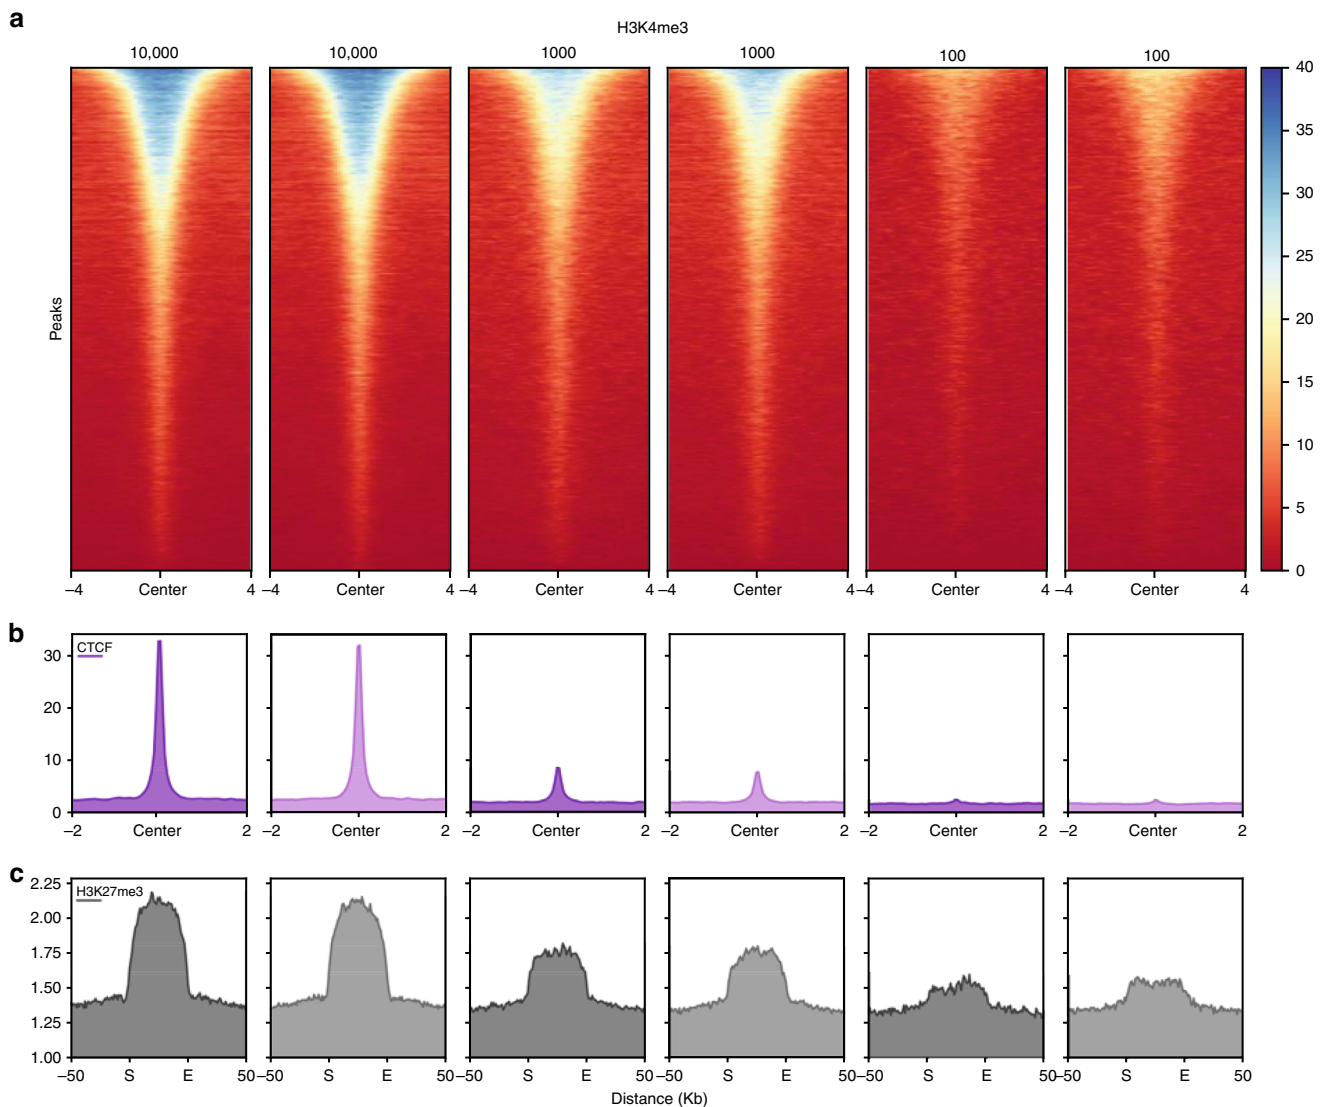 a
H3K4me3
10,000 10,000 1000 1000 100 100
Peaks
40
35
30
25
20
15
10
5
0
–4 Center 4 –4 Center 4 –4 Center 4 –4 Center 4 –4 Center 4 –4 Center 4
b
CTCF
30
20
10
0
–2 Center 2 –2 Center 2 –2 Center 2 –2 Center 2 –2 Center 2 –2 Center 2
c
H3K27me3
2.25
2.00
1.75
1.50
1.25
1.00
–50 S E 50 –50 S E 50 –50 S E 50 –50 S E 50 –50 S E 50 –50 S E 50
Distance (Kb)